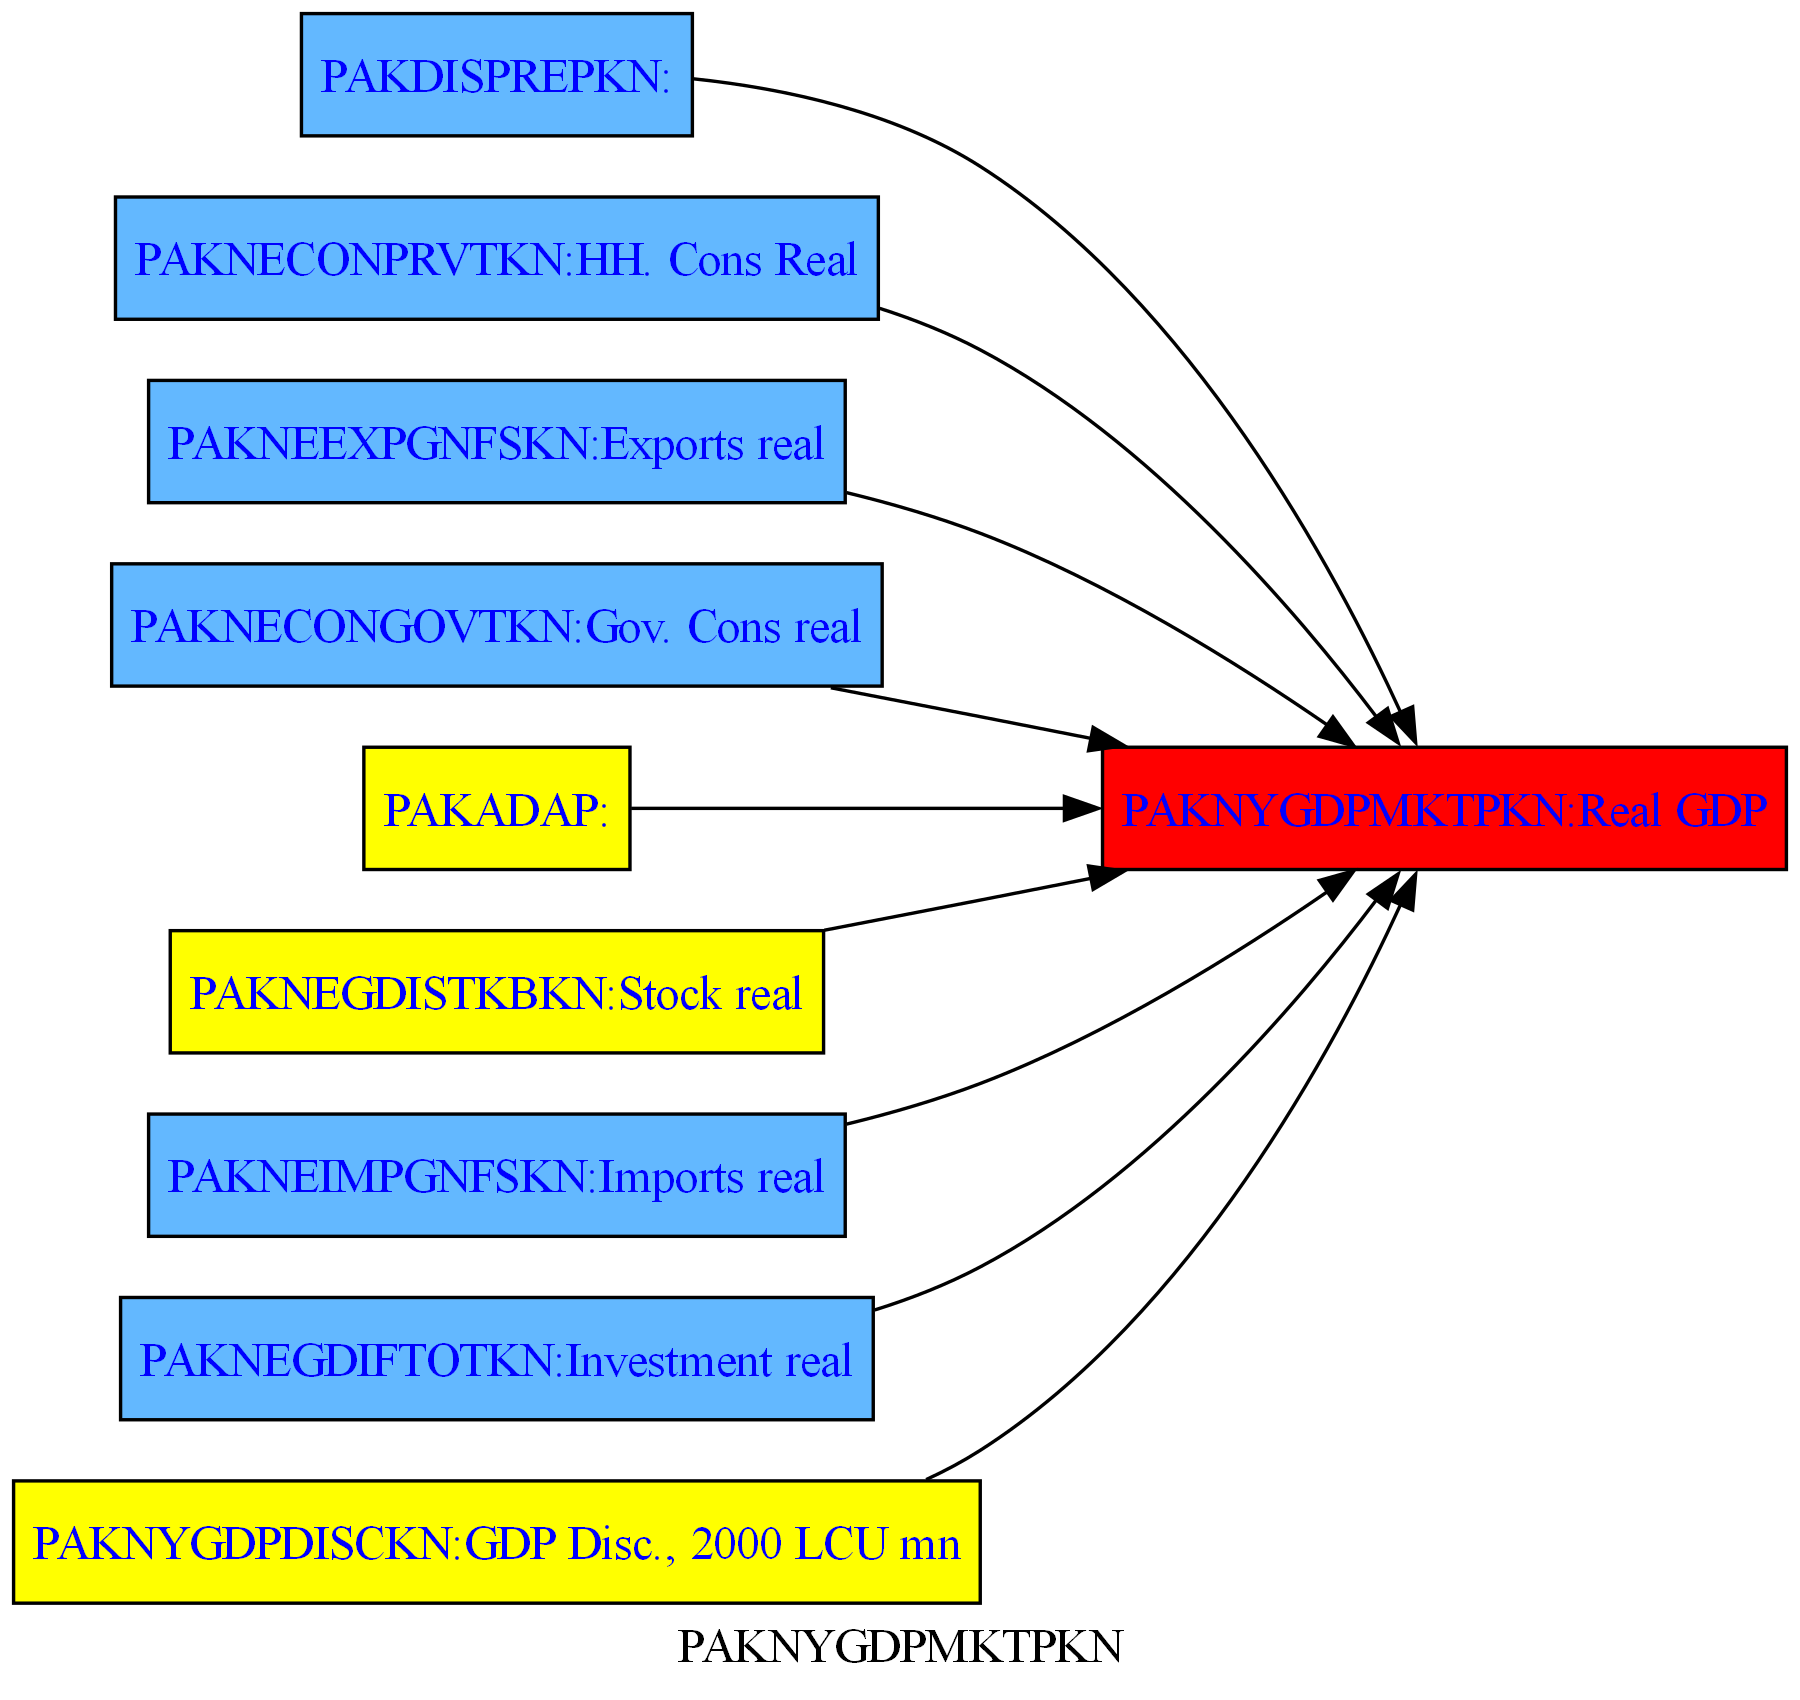 PAKDISPREPKN:
PAKNECONPRVTKN:HH. Cons Real
PAKNEEXPGNFSKN:Exports real
PAKNECONGOVTKN:Gov. Cons real
PAKADAP:
PAKNYGDPMKTPKN:Real GDP
PAKNEGDISTKBKN:Stock real
PAKNEIMPGNFSKN:Imports real
PAKNEGDIFTOTKN:Investment real
PAKNYGDPDISCKN:GDP Disc., 2000 LCU mn
PAKNYGDPMKTPKN